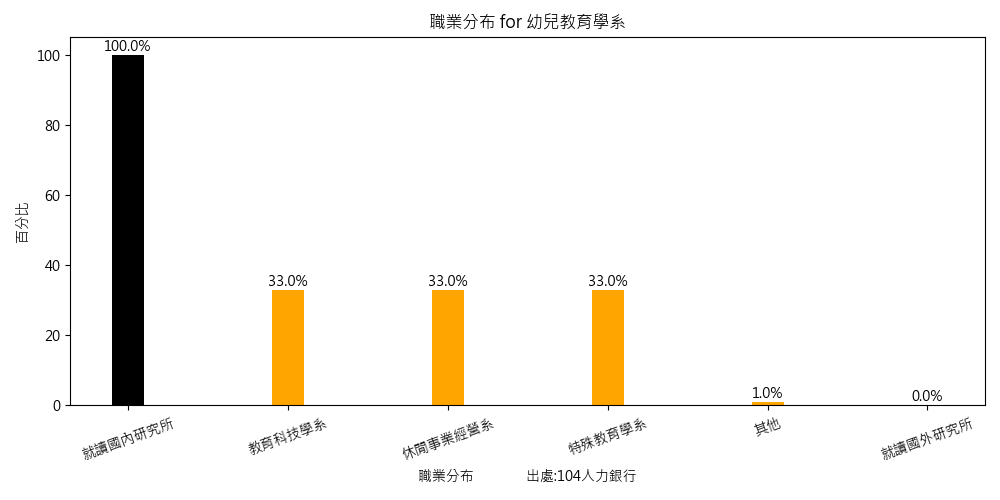 職業分布 for 幼兒教育學系
100.0%
33.0%
33.0%
33.0%
1.0%
0.0%
100
80
60
40
20
0
百分比
就讀國內研究所
教育科技學系
休閒事業經營系
特殊教育學系
其他
就讀國外研究所
職業分布 出處:104人力銀行